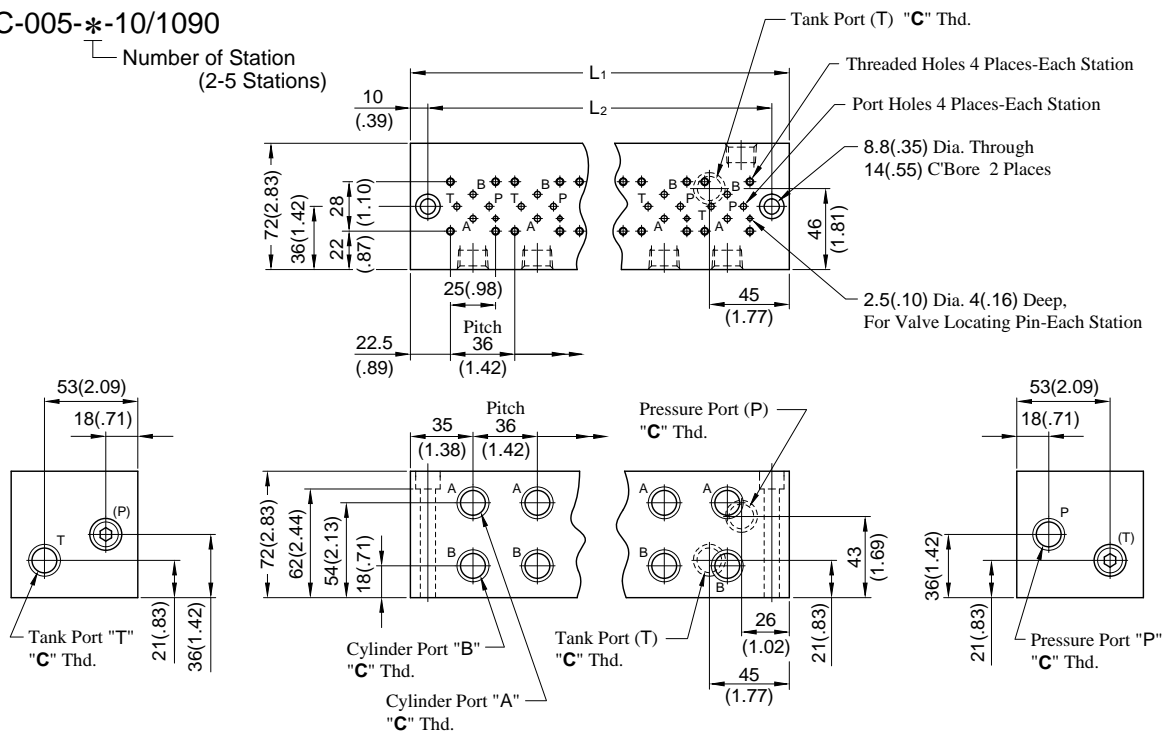 C-005-*-10/1090
Number of Station
(2-5 Stations)
Tank Port (T) "C" Thd.
L1
Threaded Holes 4 Places-Each Station
10
(.39)
L2
Port Holes 4 Places-Each Station
8.8(.35) Dia. Through
14(.55) C'Bore 2 Places
72(2.83)
36(1.42)
28
(1.10)
22
(.87)
B B B
T P T P T P T P
A A A
46
(1.81)
25(.98)
45
(1.77)
2.5(.10) Dia. 4(.16) Deep,
For Valve Locating Pin-Each Station
Pitch
22.5
(.89)
36
(1.42)
53(2.09)
18(.71)
(P)
T
Tank Port "T"
"C" Thd.
21(.83)
36(1.42)
35
(1.38)
Pitch
36
(1.42)
Pressure Port (P)
"C" Thd.
72(2.83)
62(2.44)
54(2.13)
18(.71)
A A A A
B B B B
43
(1.69)
26
(1.02)
21(.83)
45
(1.77)
Cylinder Port "B"
"C" Thd.
Tank Port (T)
"C" Thd.
Cylinder Port "A"
"C" Thd.
53(2.09)
18(.71)
P
(T)
36(1.42)
21(.83)
Pressure Port "P"
"C" Thd.